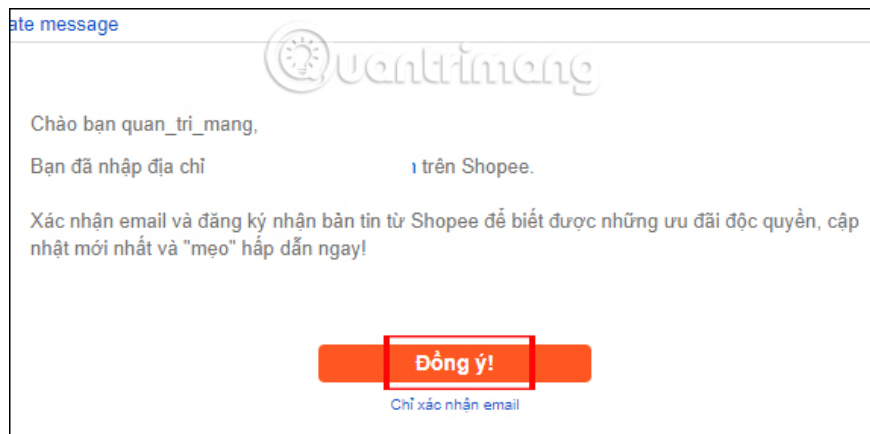 ate message
Quantrimang
Chào bạn quan_tri_mang,
Bạn đã nhập địa chỉ trên Shopee.
Xác nhận email và đăng ký nhận bản tin từ Shopee để biết được những ưu đãi độc quyền, cập
nhật mới nhất và "mẹo" hấp dẫn ngay!
Đồng ý!
Chỉ xác nhận email